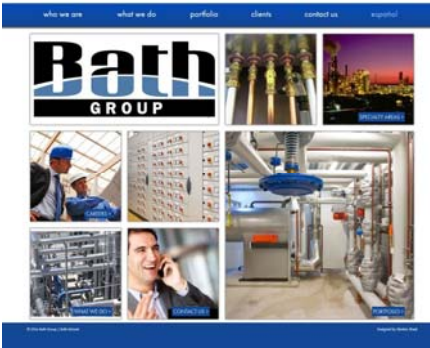 who we are what we do portfolio clients contact us español
Bath
GROUP
SPECIALTY AREAS >
CAREERS >
WHAT WE DO >
CONTACT US >
PORTFOLIO >